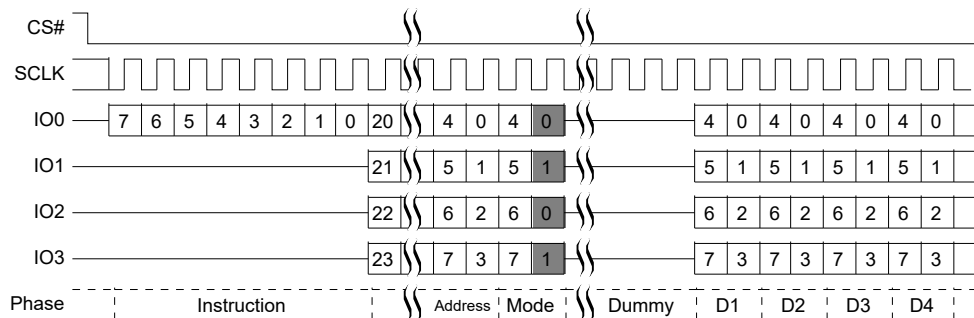 CS#
SCLK
IO0 7 6 5 4 3 2 1 0 20 4 0 4 0 4 0 4 0 4 0 4 0
IO1 21 5 1 5 1 5 1 5 1 5 1 5 1
IO2 22 6 2 6 0 6 2 6 2 6 2 6 2
IO3 23 7 3 7 1 7 3 7 3 7 3 7 3
Phase Instruction Address Mode Dummy D1 D2 D3 D4